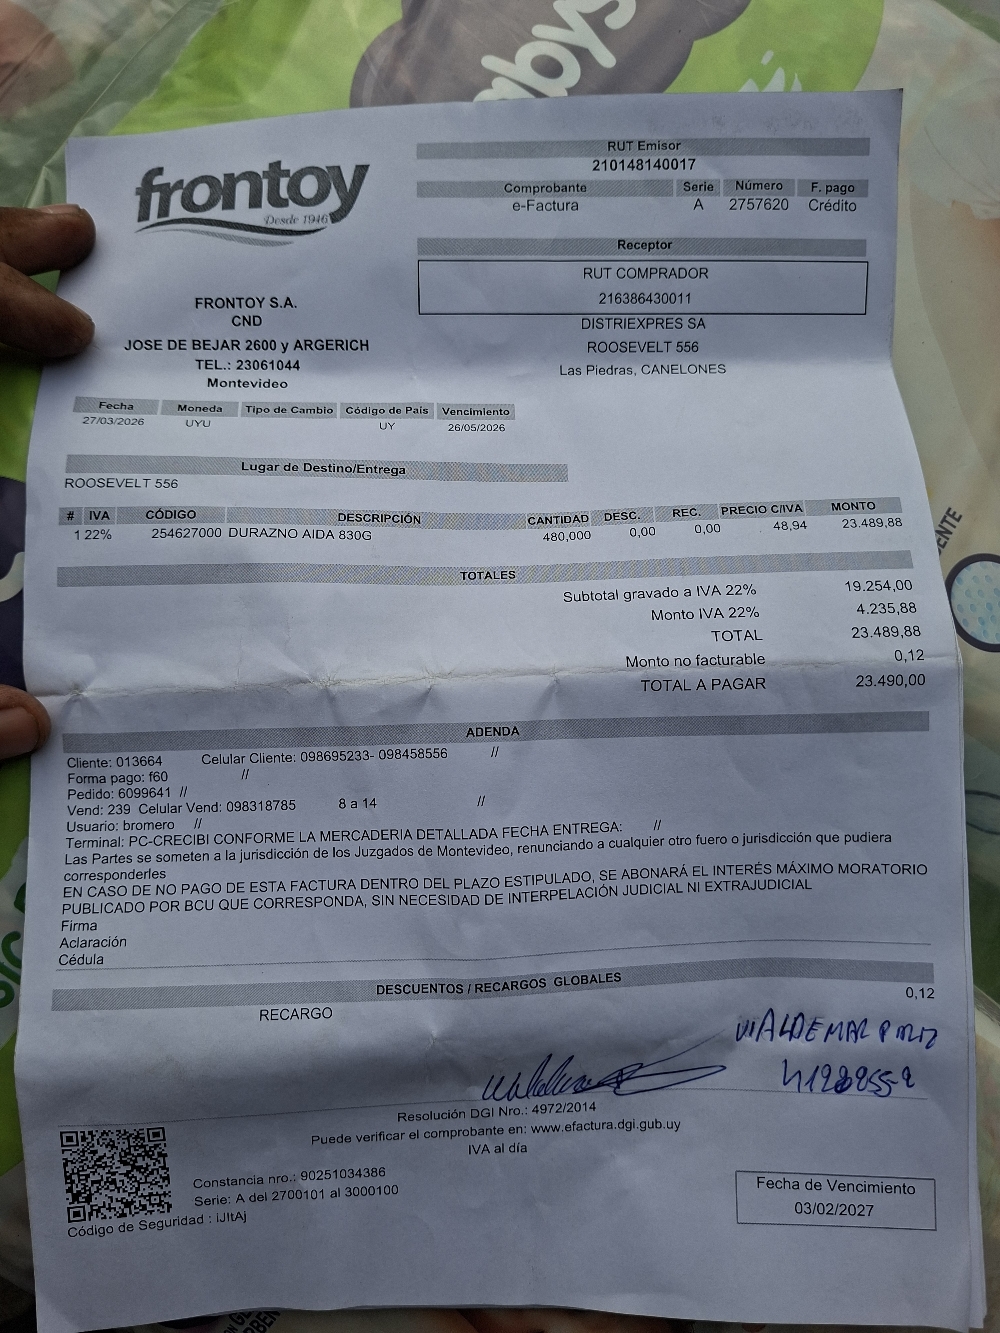 frontoy
Desde 1946
RUT Emisor
210148140017
Comprobante Serie Número F. pago
e-Factura A 2757620 Crédito
Receptor
RUT COMPRADOR
216386430011
DISTRIEXPRES SA
ROOSEVELT 556
Las Piedras, CANELONES
FRONTOY S.A.
CND
JOSE DE BEJAR 2600 y ARGERICH
TEL.: 23061044
Montevideo
Fecha Moneda Tipo de Cambio Código de País Vencimiento
27/03/2026 UYU UY 26/05/2026
Lugar de Destino/Entrega
ROOSEVELT 556
# IVA CÓDIGO DESCRIPCIÓN CANTIDAD DESC. REC. PRECIO C/IVA MONTO
1 22% 254627000 DURAZNO AIDA 830G 480,000 0,00 0,00 48,94 23.489,88
TOTALES
Subtotal gravado a IVA 22% 19.254,00
Monto IVA 22% 4.235,88
TOTAL 23.489,88
Monto no facturable 0,12
TOTAL A PAGAR 23.490,00
ADENDA
Cliente: 013664 Celular Cliente: 098695233- 098458556 //
Forma pago: f60 //
Pedido: 6099641 //
Vend: 239 Celular Vend: 098318785 8 a 14 //
Usuario: bromero //
Terminal: PC-CRECIBI CONFORME LA MERCADERIA DETALLADA FECHA ENTREGA: //
Las Partes se someten a la jurisdicción de los Juzgados de Montevideo, renunciando a cualquier otro fuero o jurisdicción que pudiera
corresponderles
EN CASO DE NO PAGO DE ESTA FACTURA DENTRO DEL PLAZO ESTIPULADO, SE ABONARÁ EL INTERÉS MÁXIMO MORATORIO
PUBLICADO POR BCU QUE CORRESPONDA, SIN NECESIDAD DE INTERPELACIÓN JUDICIAL NI EXTRAJUDICIAL
Firma
Aclaración
Cédula
DESCUENTOS / RECARGOS GLOBALES
RECARGO 0,12
Resolución DGI Nro.: 4972/2014
Puede verificar el comprobante en: www.efactura.dgi.gub.uy
IVA al día
Constancia nro.: 90251034386
Serie: A del 2700101 al 3000100
Código de Seguridad : iJltAj
Fecha de Vencimiento
03/02/2027